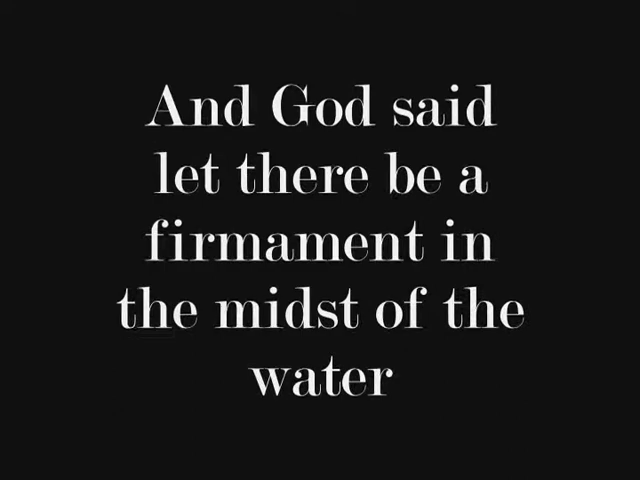 And God said
let there be a
firmament in
the midst of the
water